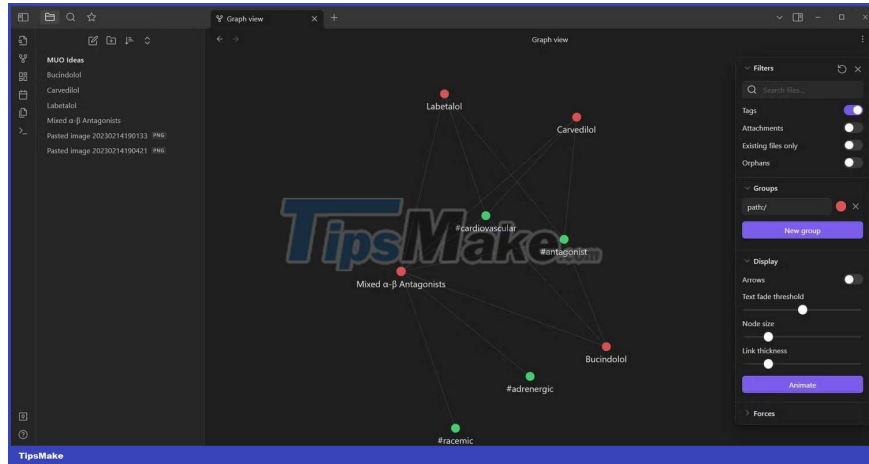 Graph view
Graph view
MUO Ideas
Bucindolol
Carvedilol
Labetalol
Mixed α-β Antagonists
Pasted image 20230214190133 PNG
Pasted image 20230214190421 PNG
Labetalol
Carvedilol
#cardiovascular
#antagonist
Mixed α-β Antagonists
Bucindolol
#adrenergic
#racemic
TipsMake.com
Filters
Search files...
Tags
Attachments
Existing files only
Orphans
Groups
path:/
New group
Display
Arrows
Text fade threshold
Node size
Link thickness
Animate
Forces
TipsMake